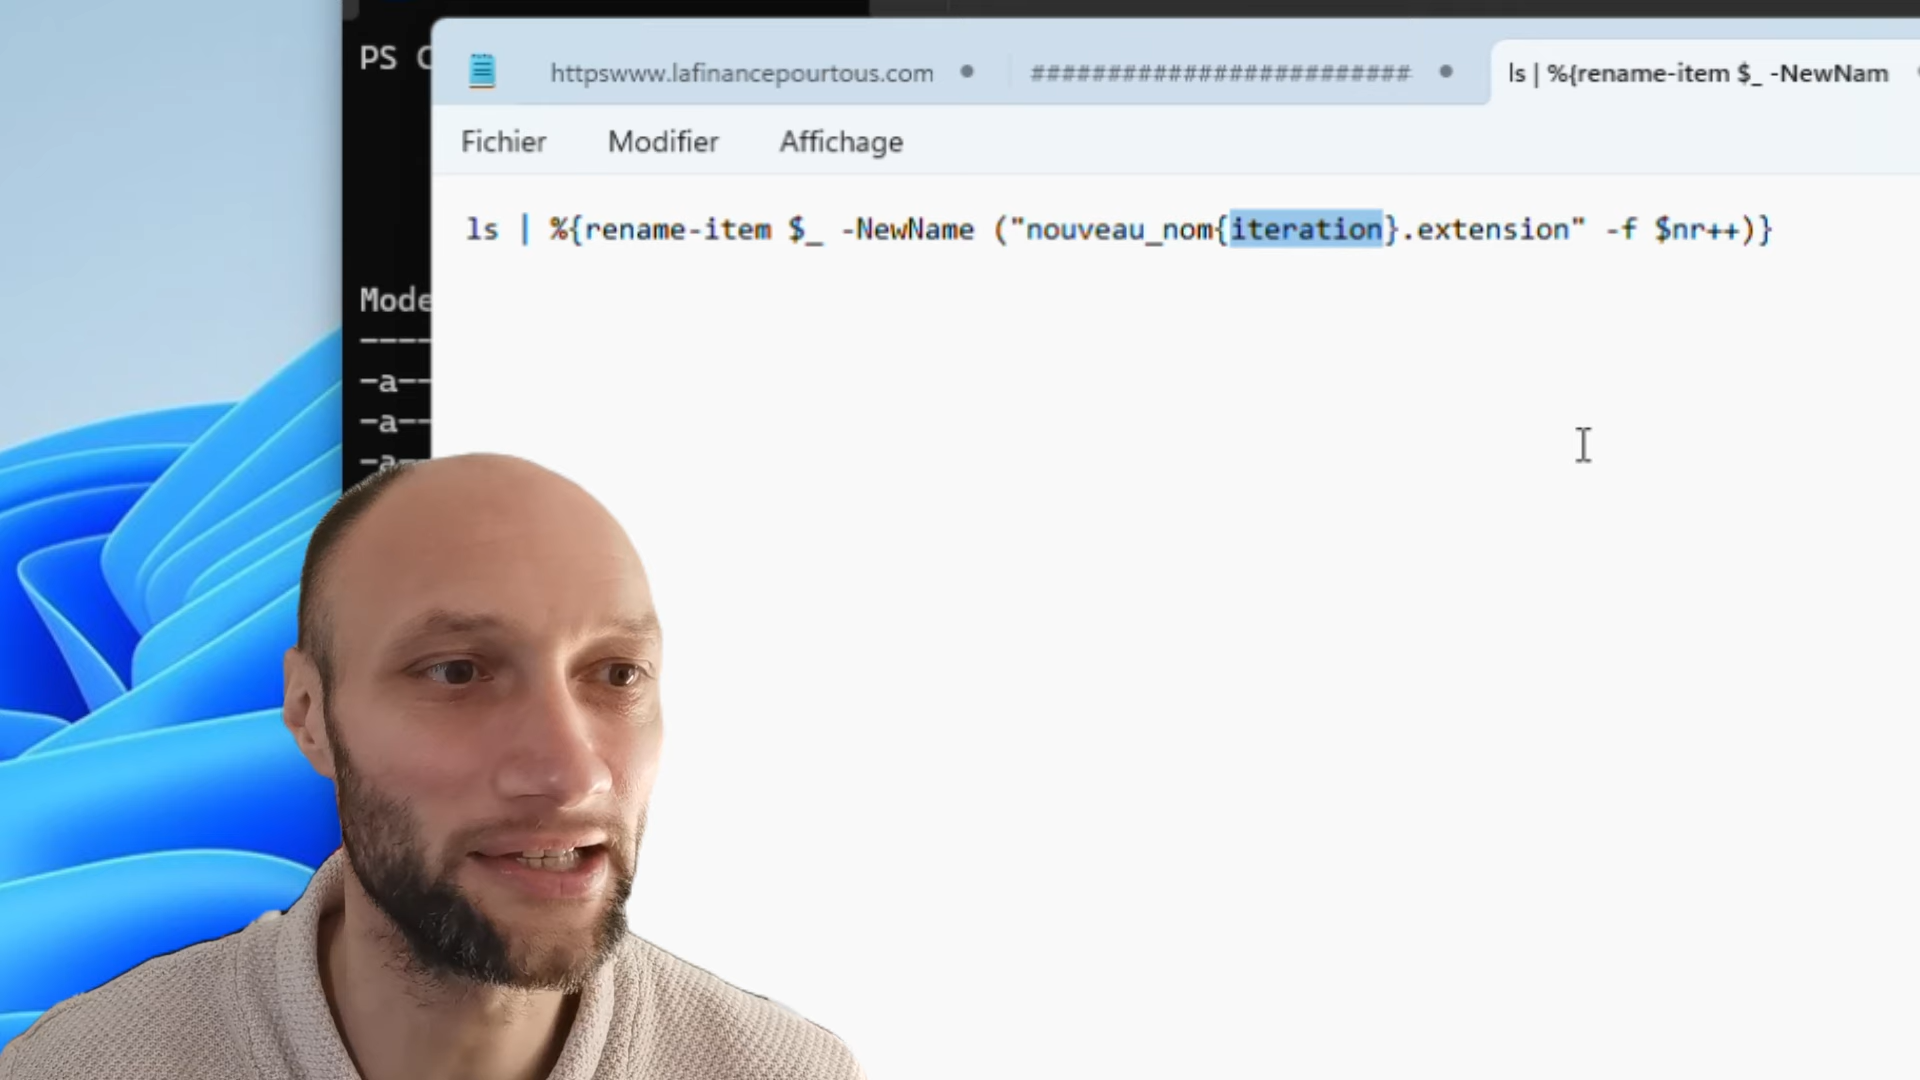 PS C
httpswww.lafinancepourtous.com
#########################
ls | %{rename-item $_ -NewNam
Fichier
Modifier
Affichage
ls | %{rename-item $_ -NewName ("nouveau_nom{iteration}.extension" -f $nr++)}
Mode
----
-a--
-a--
-a--